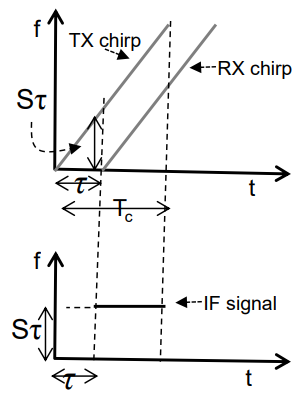 f
TX chirp
RX chirp
Sτ
τ
t
T_c
f
IF signal
Sτ
τ
t